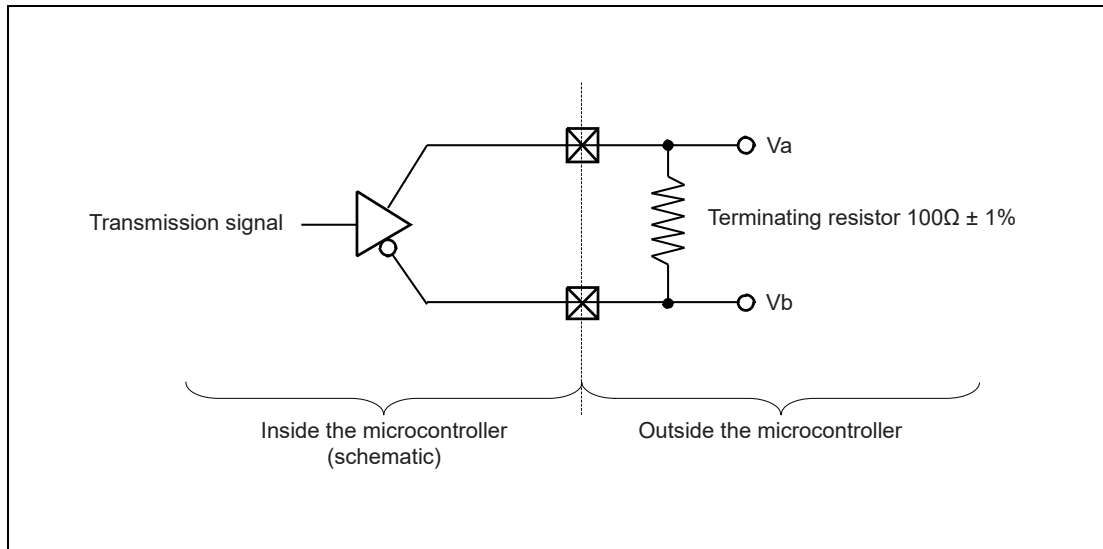 Va
Transmission signal
Terminating resistor 100Ω ± 1%
Vb
Inside the microcontroller
(schematic)
Outside the microcontroller